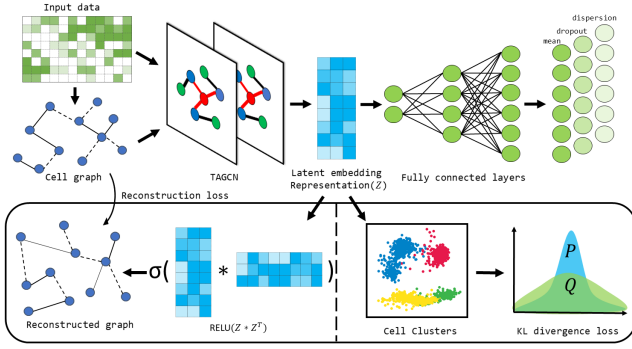 Input data
dispersion
dropout
mean
Cell graph
TAGCN
Latent embedding
Representation(Z)
Fully connected layers
Reconstruction loss
σ( * )
P
Q
Reconstructed graph
RELU(Z * Z^T)
Cell Clusters
KL divergence loss